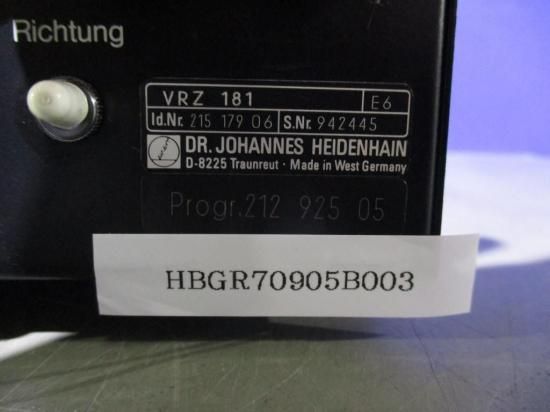 Richtung
VRZ 181 E6
Id.Nr. 215 179 06 S.Nr. 942445
DR. JOHANNES HEIDENHAIN
D-8225 Traunreut · Made in West Germany
Progr. 212 925 05
HBGR70905B003